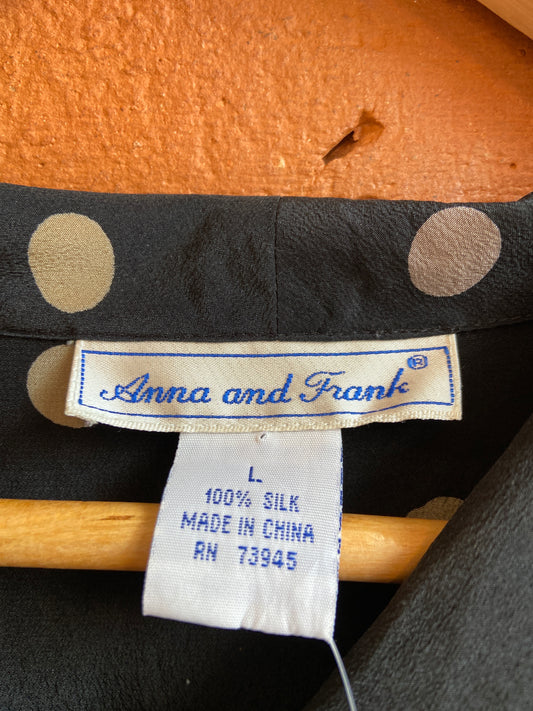 Anna and Frank®
L
100% SILK
MADE IN CHINA
RN 73945